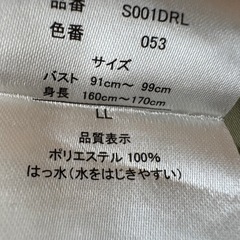 品番 S001DRL
色番 053
サイズ
バスト 91cm～ 99cm
身長 160cm～170cm
LL
品質表示
ポリエステル 100%
はっ水(水をはじきやすい)